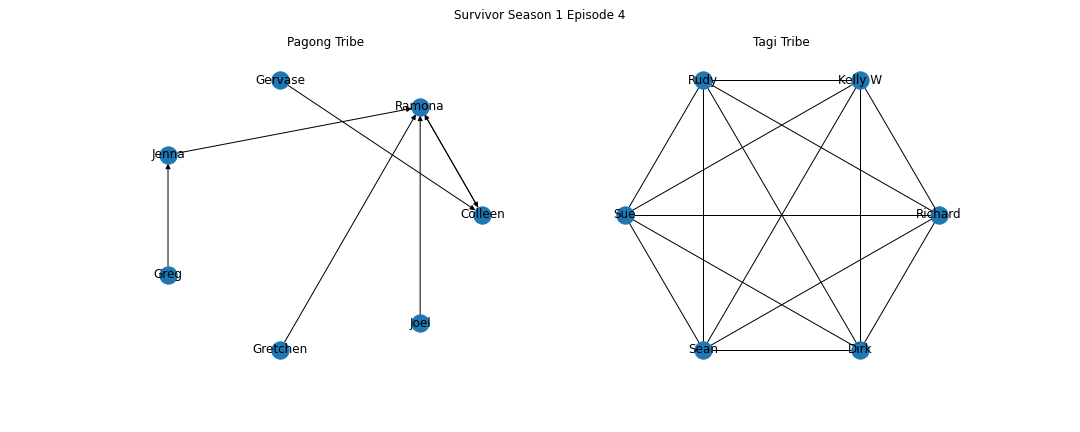 Survivor Season 1 Episode 4
Pagong Tribe
Gervase
Ramona
Jenna
Colleen
Greg
Joel
Gretchen
Tagi Tribe
Rudy
Kelly W
Sue
Richard
Sean
Dirk